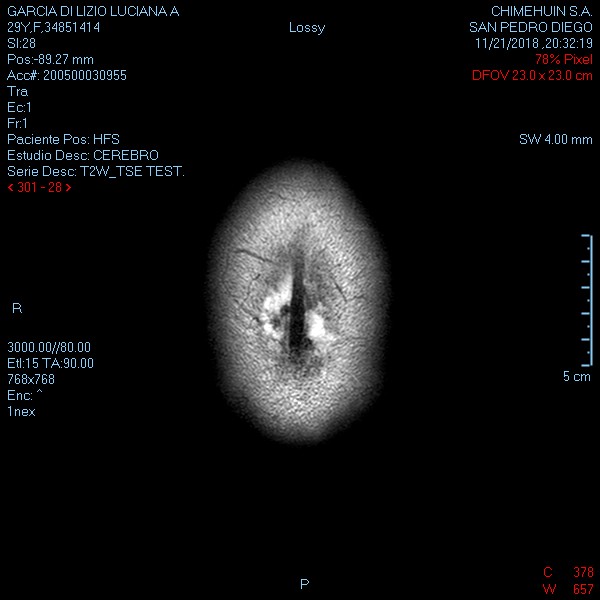 GARCIA DI LIZIO LUCIANA A
29Y,F,34851414
Sl:28
Pos:-89.27 mm
Acc#: 200500030955
Tra
Ec:1
Fr:1
Paciente Pos: HFS
Estudio Desc: CEREBRO
Serie Desc: T2W_TSE TEST.
< 301 - 28 >
Lossy
CHIMEHUIN S.A.
SAN PEDRO DIEGO
11/21/2018 ,20:32:19
78% Pixel
DFOV 23.0 x 23.0 cm
SW 4.00 mm
R
3000.00//80.00
Etl:15 TA:90.00
768x768
Enc: ^
1nex
5 cm
P
C 378
W 657